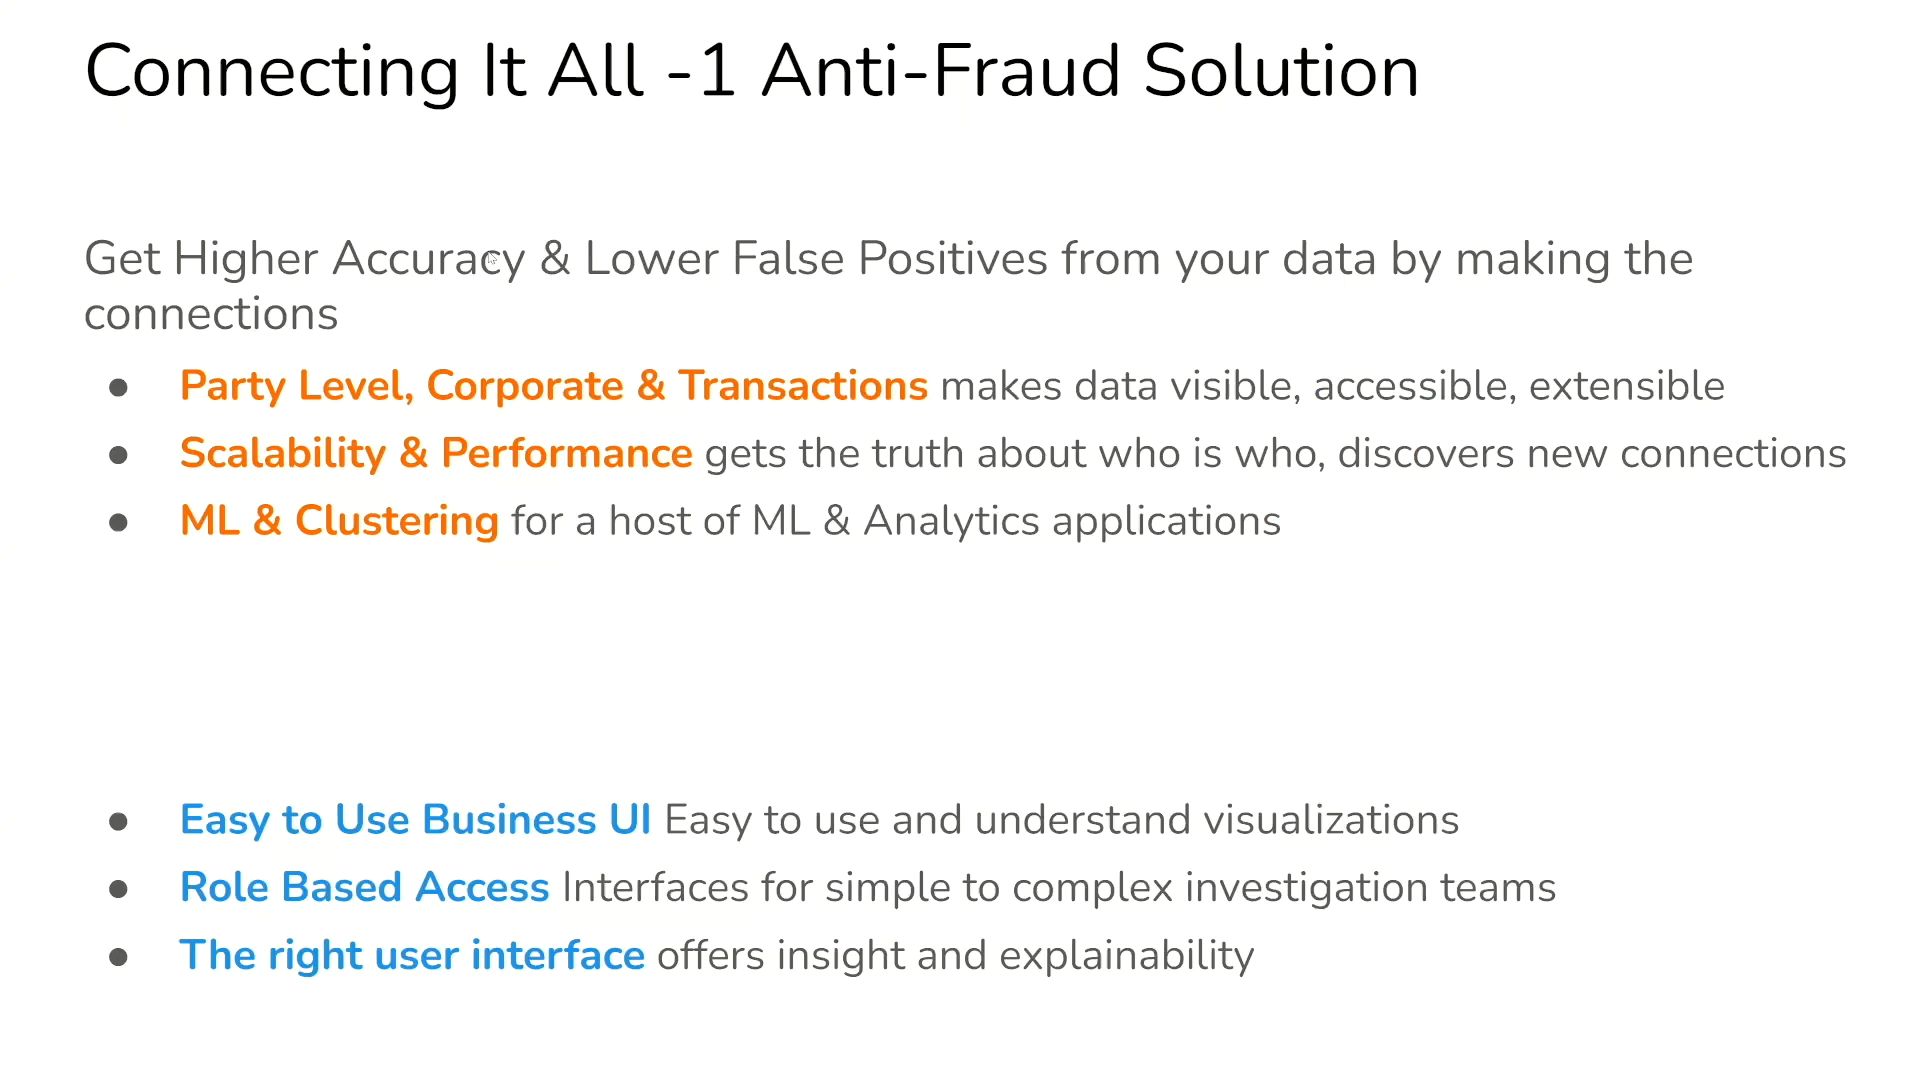 Connecting It All -1 Anti-Fraud Solution
Get Higher Accuracy & Lower False Positives from your data by making the
connections
● Party Level, Corporate & Transactions makes data visible, accessible, extensible
● Scalability & Performance gets the truth about who is who, discovers new connections
● ML & Clustering for a host of ML & Analytics applications
● Easy to Use Business UI Easy to use and understand visualizations
● Role Based Access Interfaces for simple to complex investigation teams
● The right user interface offers insight and explainability